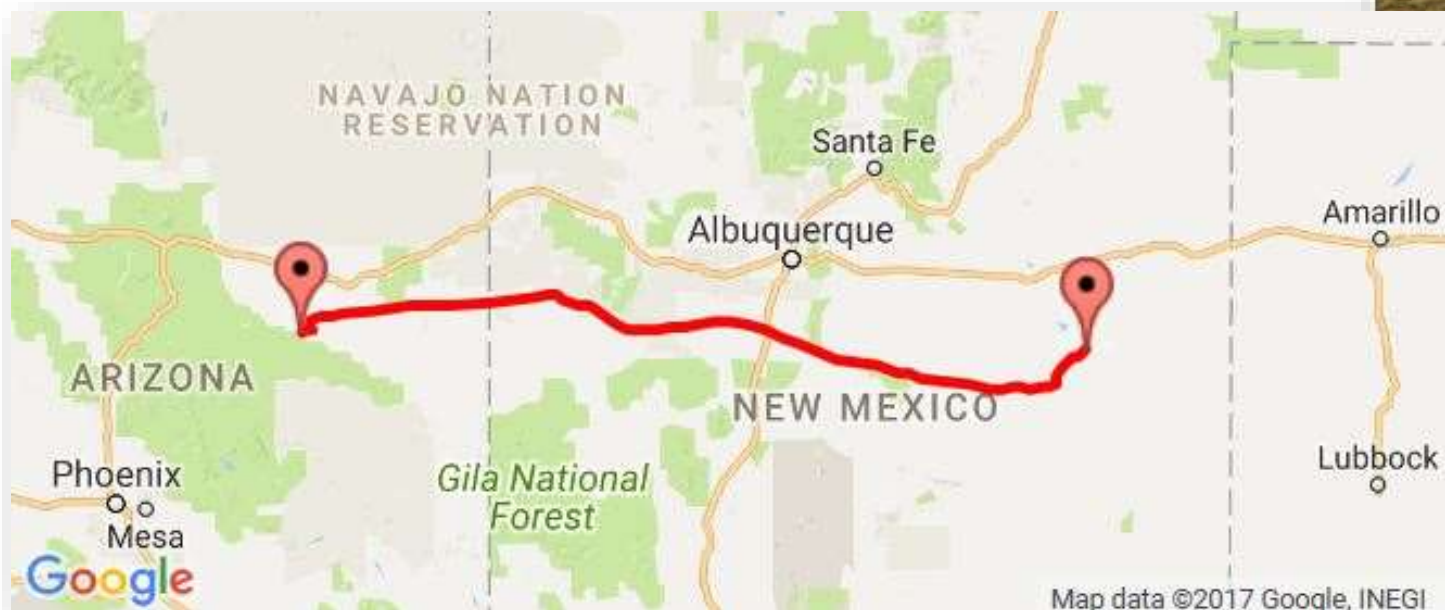 NAVAJO NATION
RESERVATION
Santa Fe
Amarillo
Albuquerque
ARIZONA
NEW MEXICO
Lubbock
Phoenix
Gila National
Forest
Mesa
Google
Map data ©2017 Google, INEGI